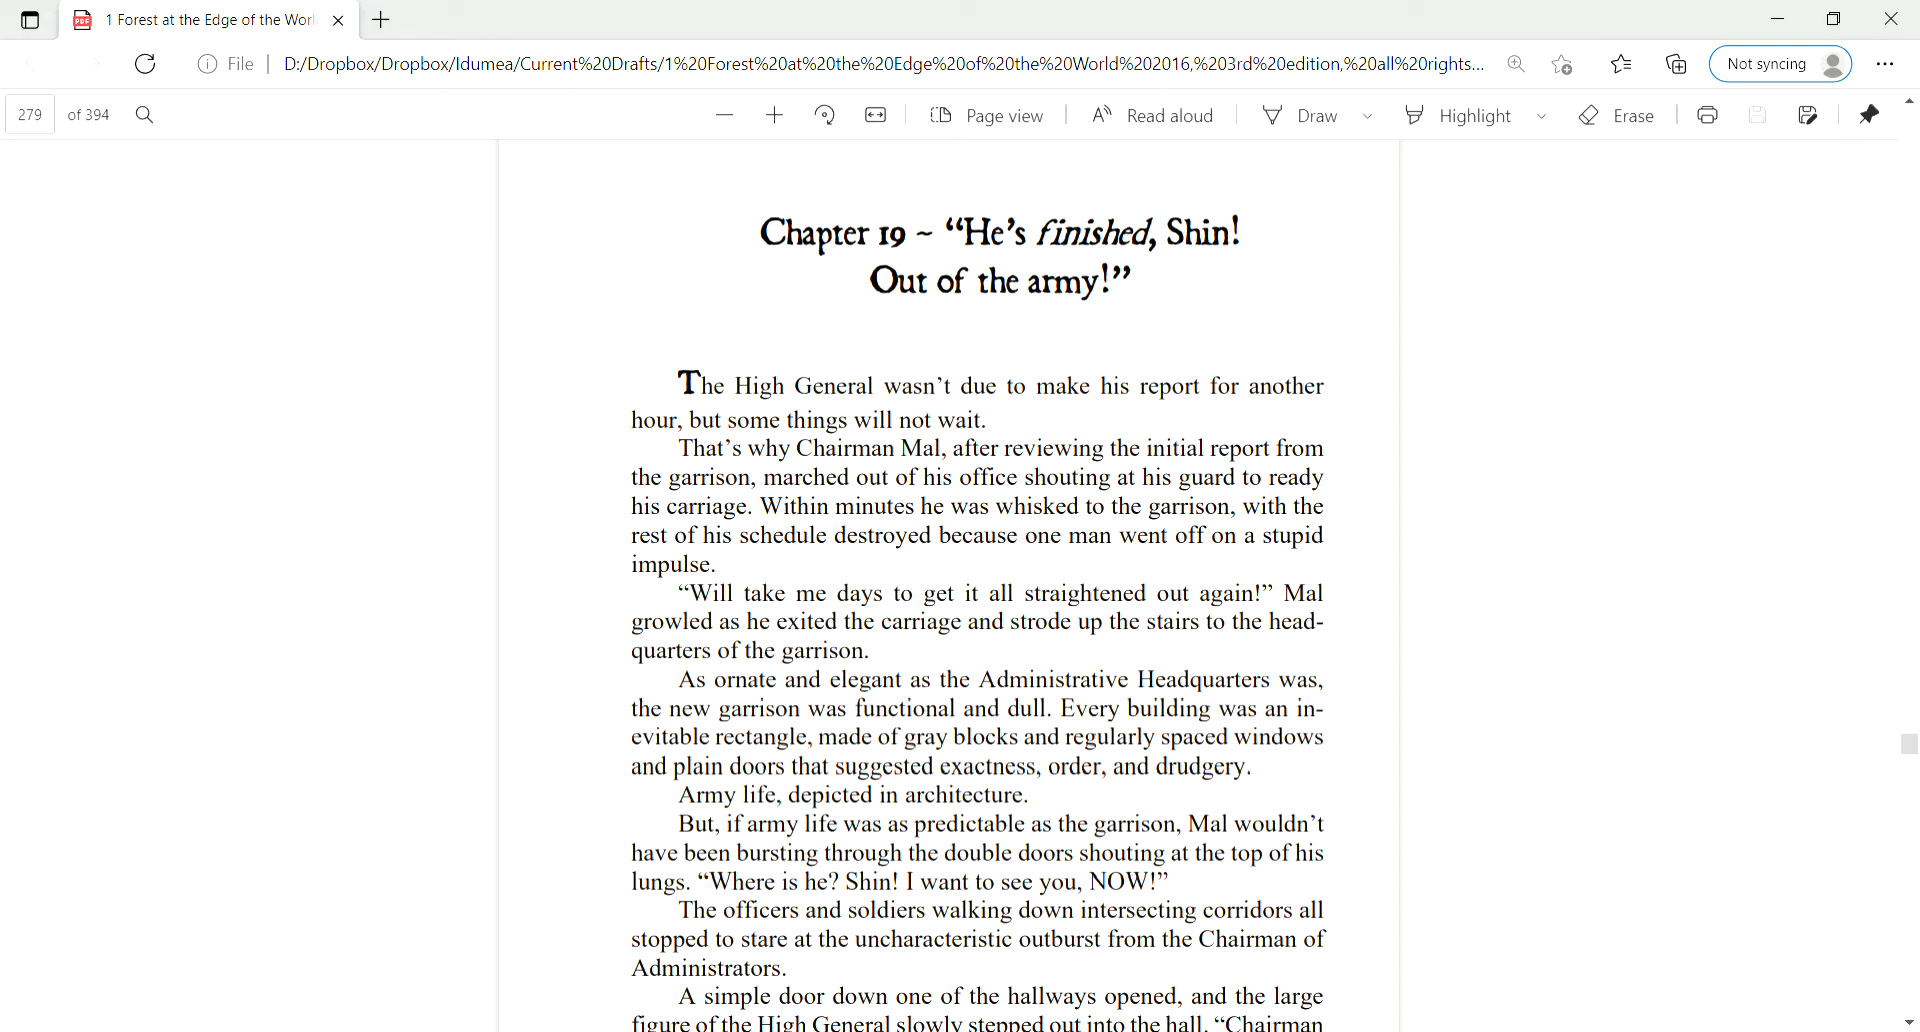 1 Forest at the Edge of the Worl
File
D:/Dropbox/Dropbox/Idumea/Current%20Drafts/1%20Forest%20at%20the%20Edge%20of%20the%20World%202016,%203rd%20edition,%20all%20rights...
Not syncing
279 of 394
Page view
Read aloud
Draw
Highlight
Erase
Chapter 19 ~ “He’s finished, Shin!
Out of the army!”
The High General wasn’t due to make his report for another
hour, but some things will not wait.
That’s why Chairman Mal, after reviewing the initial report from
the garrison, marched out of his office shouting at his guard to ready
his carriage. Within minutes he was whisked to the garrison, with the
rest of his schedule destroyed because one man went off on a stupid
impulse.
“Will take me days to get it all straightened out again!” Mal
growled as he exited the carriage and strode up the stairs to the head-
quarters of the garrison.
As ornate and elegant as the Administrative Headquarters was,
the new garrison was functional and dull. Every building was an in-
evitable rectangle, made of gray blocks and regularly spaced windows
and plain doors that suggested exactness, order, and drudgery.
Army life, depicted in architecture.
But, if army life was as predictable as the garrison, Mal wouldn’t
have been bursting through the double doors shouting at the top of his
lungs. “Where is he? Shin! I want to see you, NOW!”
The officers and soldiers walking down intersecting corridors all
stopped to stare at the uncharacteristic outburst from the Chairman of
Administrators.
A simple door down one of the hallways opened, and the large
figure of the High General slowly stepped out into the hall. “Chairman